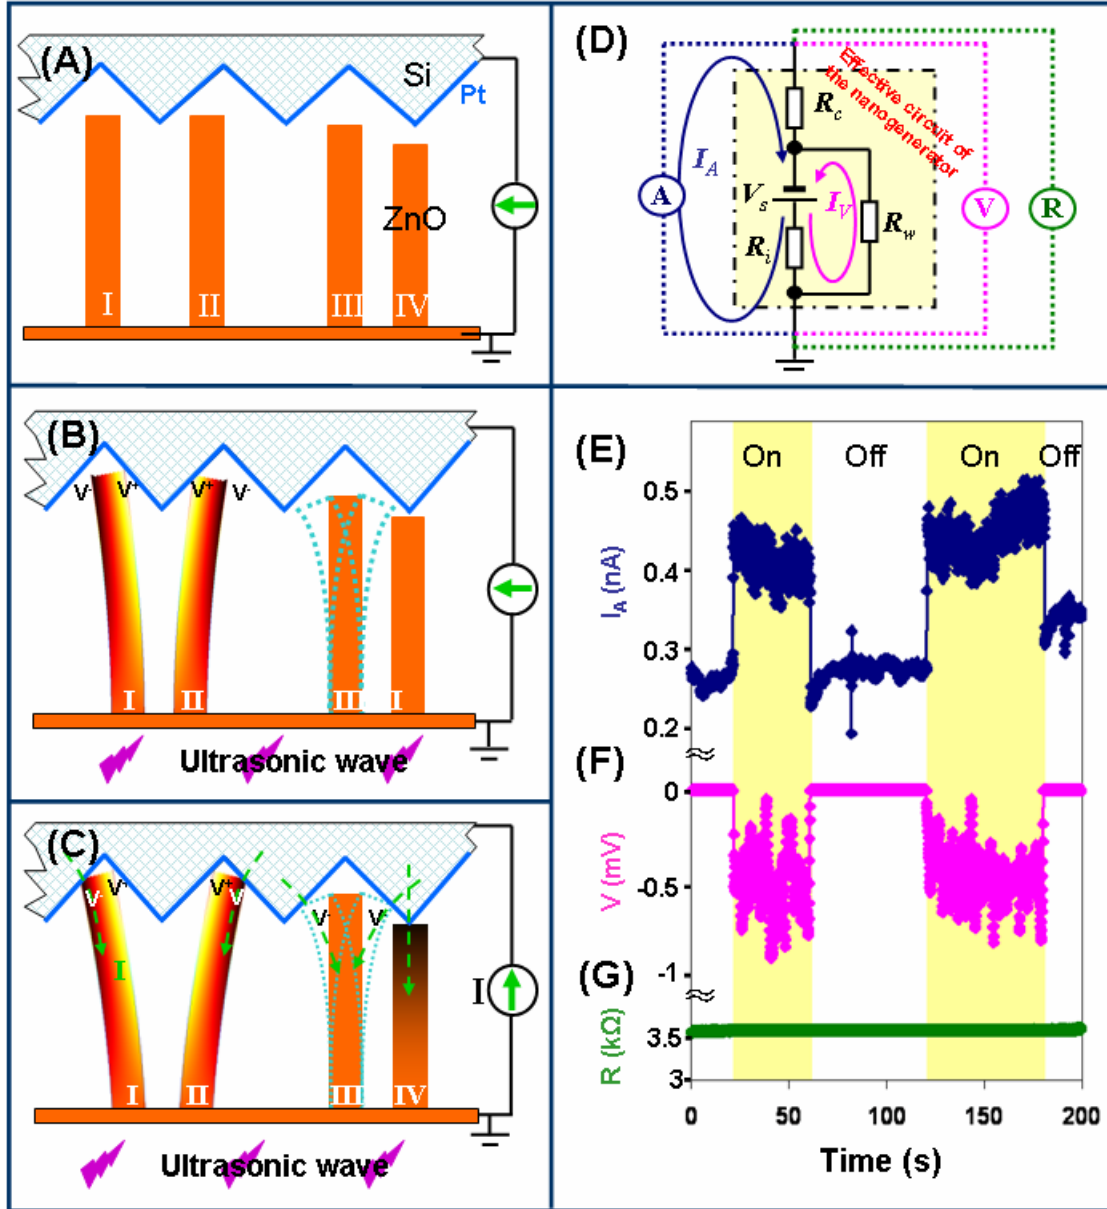 (A)
Si
Pt
ZnO
I
II
III
IV
(B)
V-
V+
V+
V-
I
II
III
I
Ultrasonic wave
(C)
V-
V+
V+
V
V-
V-
I
I
I
II
III
IV
Ultrasonic wave
(D)
Effective circuit of
the nanogenerator
Rc
IA
A
Vs
IV
Ri
Rw
V
R
(E)
On
Off
On
Off
0.5
0.4
0.3
0.2
IA (nA)
(F)
0
-0.5
-1
V (mV)
(G)
3.5
3
R (kΩ)
0
50
100
150
200
Time (s)